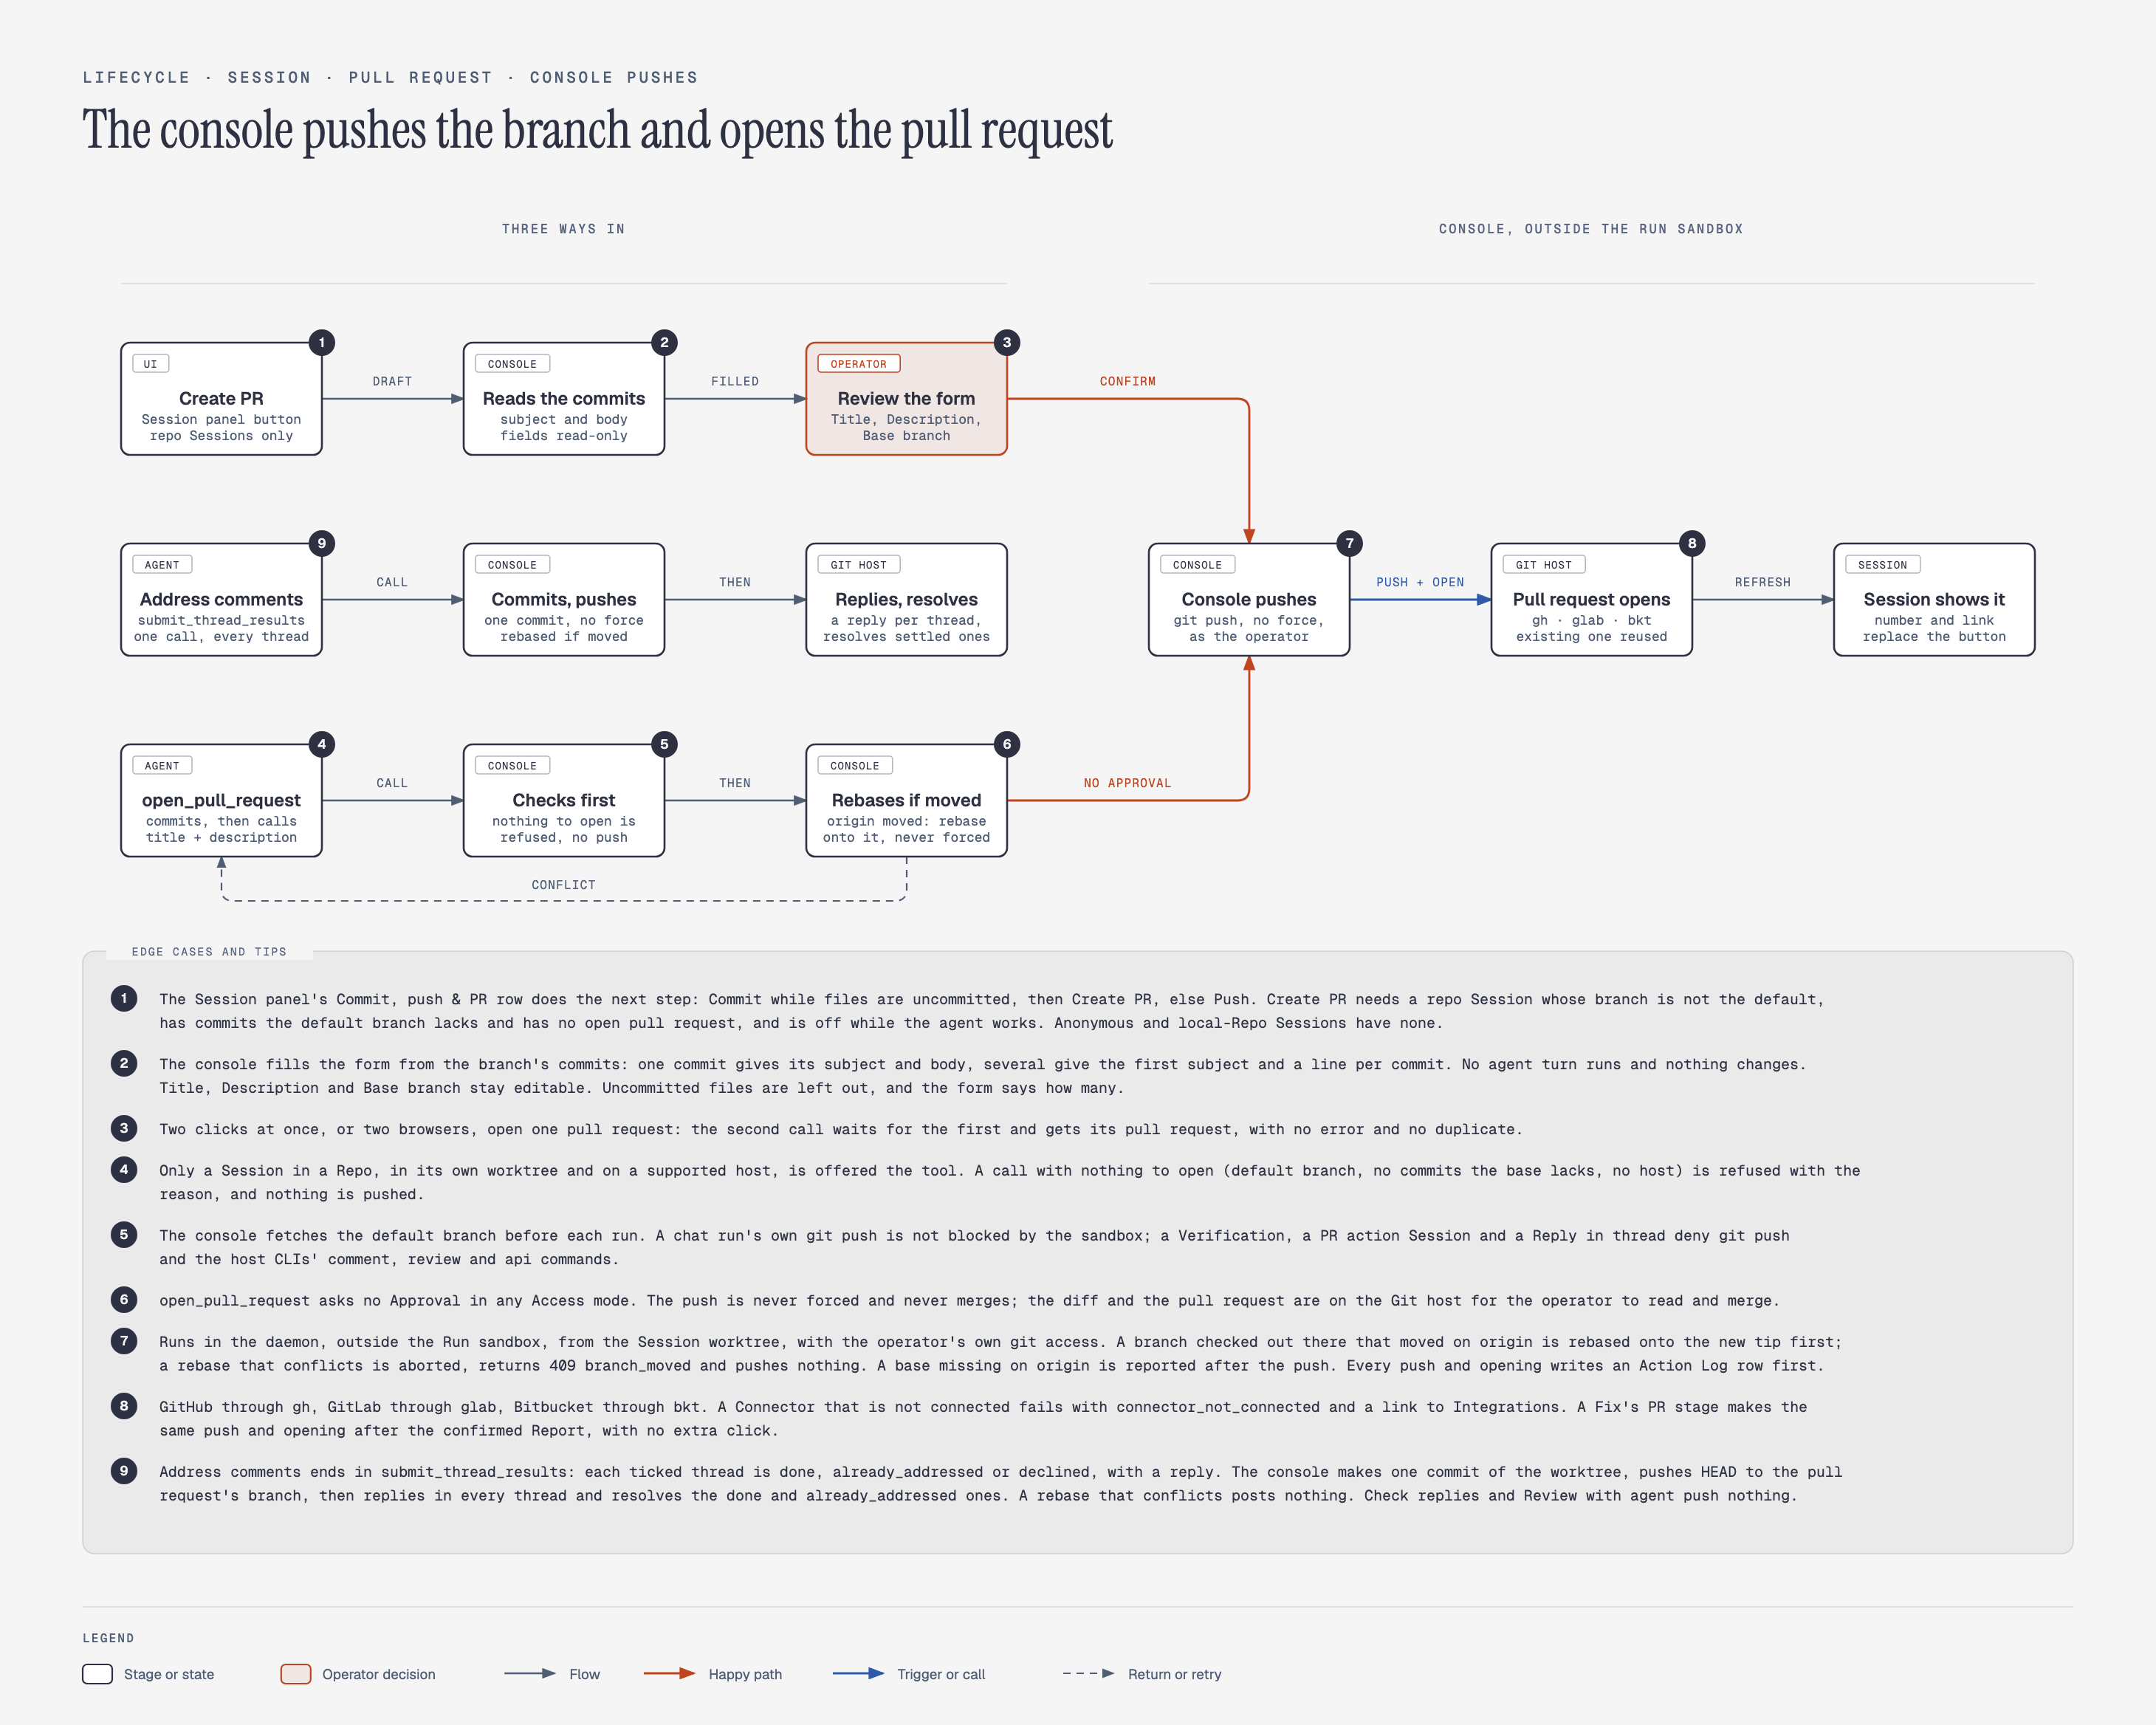 LIFECYCLE · SESSION · PULL REQUEST · CONSOLE PUSHES
The console pushes the branch and opens the pull request
THREE WAYS IN
CONSOLE, OUTSIDE THE RUN SANDBOX
1
UI
Create PR
Session panel button
repo Sessions only
DRAFT
2
CONSOLE
Reads the commits
subject and body
fields read-only
FILLED
3
OPERATOR
Review the form
Title, Description,
Base branch
CONFIRM
9
AGENT
Address comments
submit_thread_results
one call, every thread
CALL
CONSOLE
Commits, pushes
one commit, no force
rebased if moved
THEN
GIT HOST
Replies, resolves
a reply per thread,
resolves settled ones
7
CONSOLE
Console pushes
git push, no force,
as the operator
PUSH + OPEN
8
GIT HOST
Pull request opens
gh · glab · bkt
existing one reused
REFRESH
SESSION
Session shows it
number and link
replace the button
4
AGENT
open_pull_request
commits, then calls
title + description
CALL
5
CONSOLE
Checks first
nothing to open is
refused, no push
THEN
6
CONSOLE
Rebases if moved
origin moved: rebase
onto it, never forced
NO APPROVAL
CONFLICT
EDGE CASES AND TIPS
1 The Session panel's Commit, push & PR row does the next step: Commit while files are uncommitted, then Create PR, else Push. Create PR needs a repo Session whose branch is not the default,
has commits the default branch lacks and has no open pull request, and is off while the agent works. Anonymous and local-Repo Sessions have none.
2 The console fills the form from the branch's commits: one commit gives its subject and body, several give the first subject and a line per commit. No agent turn runs and nothing changes.
Title, Description and Base branch stay editable. Uncommitted files are left out, and the form says how many.
3 Two clicks at once, or two browsers, open one pull request: the second call waits for the first and gets its pull request, with no error and no duplicate.
4 Only a Session in a Repo, in its own worktree and on a supported host, is offered the tool. A call with nothing to open (default branch, no commits the base lacks, no host) is refused with the
reason, and nothing is pushed.
5 The console fetches the default branch before each run. A chat run's own git push is not blocked by the sandbox; a Verification, a PR action Session and a Reply in thread deny git push
and the host CLIs' comment, review and api commands.
6 open_pull_request asks no Approval in any Access mode. The push is never forced and never merges; the diff and the pull request are on the Git host for the operator to read and merge.
7 Runs in the daemon, outside the Run sandbox, from the Session worktree, with the operator's own git access. A branch checked out there that moved on origin is rebased onto the new tip first;
a rebase that conflicts is aborted, returns 409 branch_moved and pushes nothing. A base missing on origin is reported after the push. Every push and opening writes an Action Log row first.
8 GitHub through gh, GitLab through glab, Bitbucket through bkt. A Connector that is not connected fails with connector_not_connected and a link to Integrations. A Fix's PR stage makes the
same push and opening after the confirmed Report, with no extra click.
9 Address comments ends in submit_thread_results: each ticked thread is done, already_addressed or declined, with a reply. The console makes one commit of the worktree, pushes HEAD to the pull
request's branch, then replies in every thread and resolves the done and already_addressed ones. A rebase that conflicts posts nothing. Check replies and Review with agent push nothing.
LEGEND
Stage or state
Operator decision
Flow
Happy path
Trigger or call
Return or retry